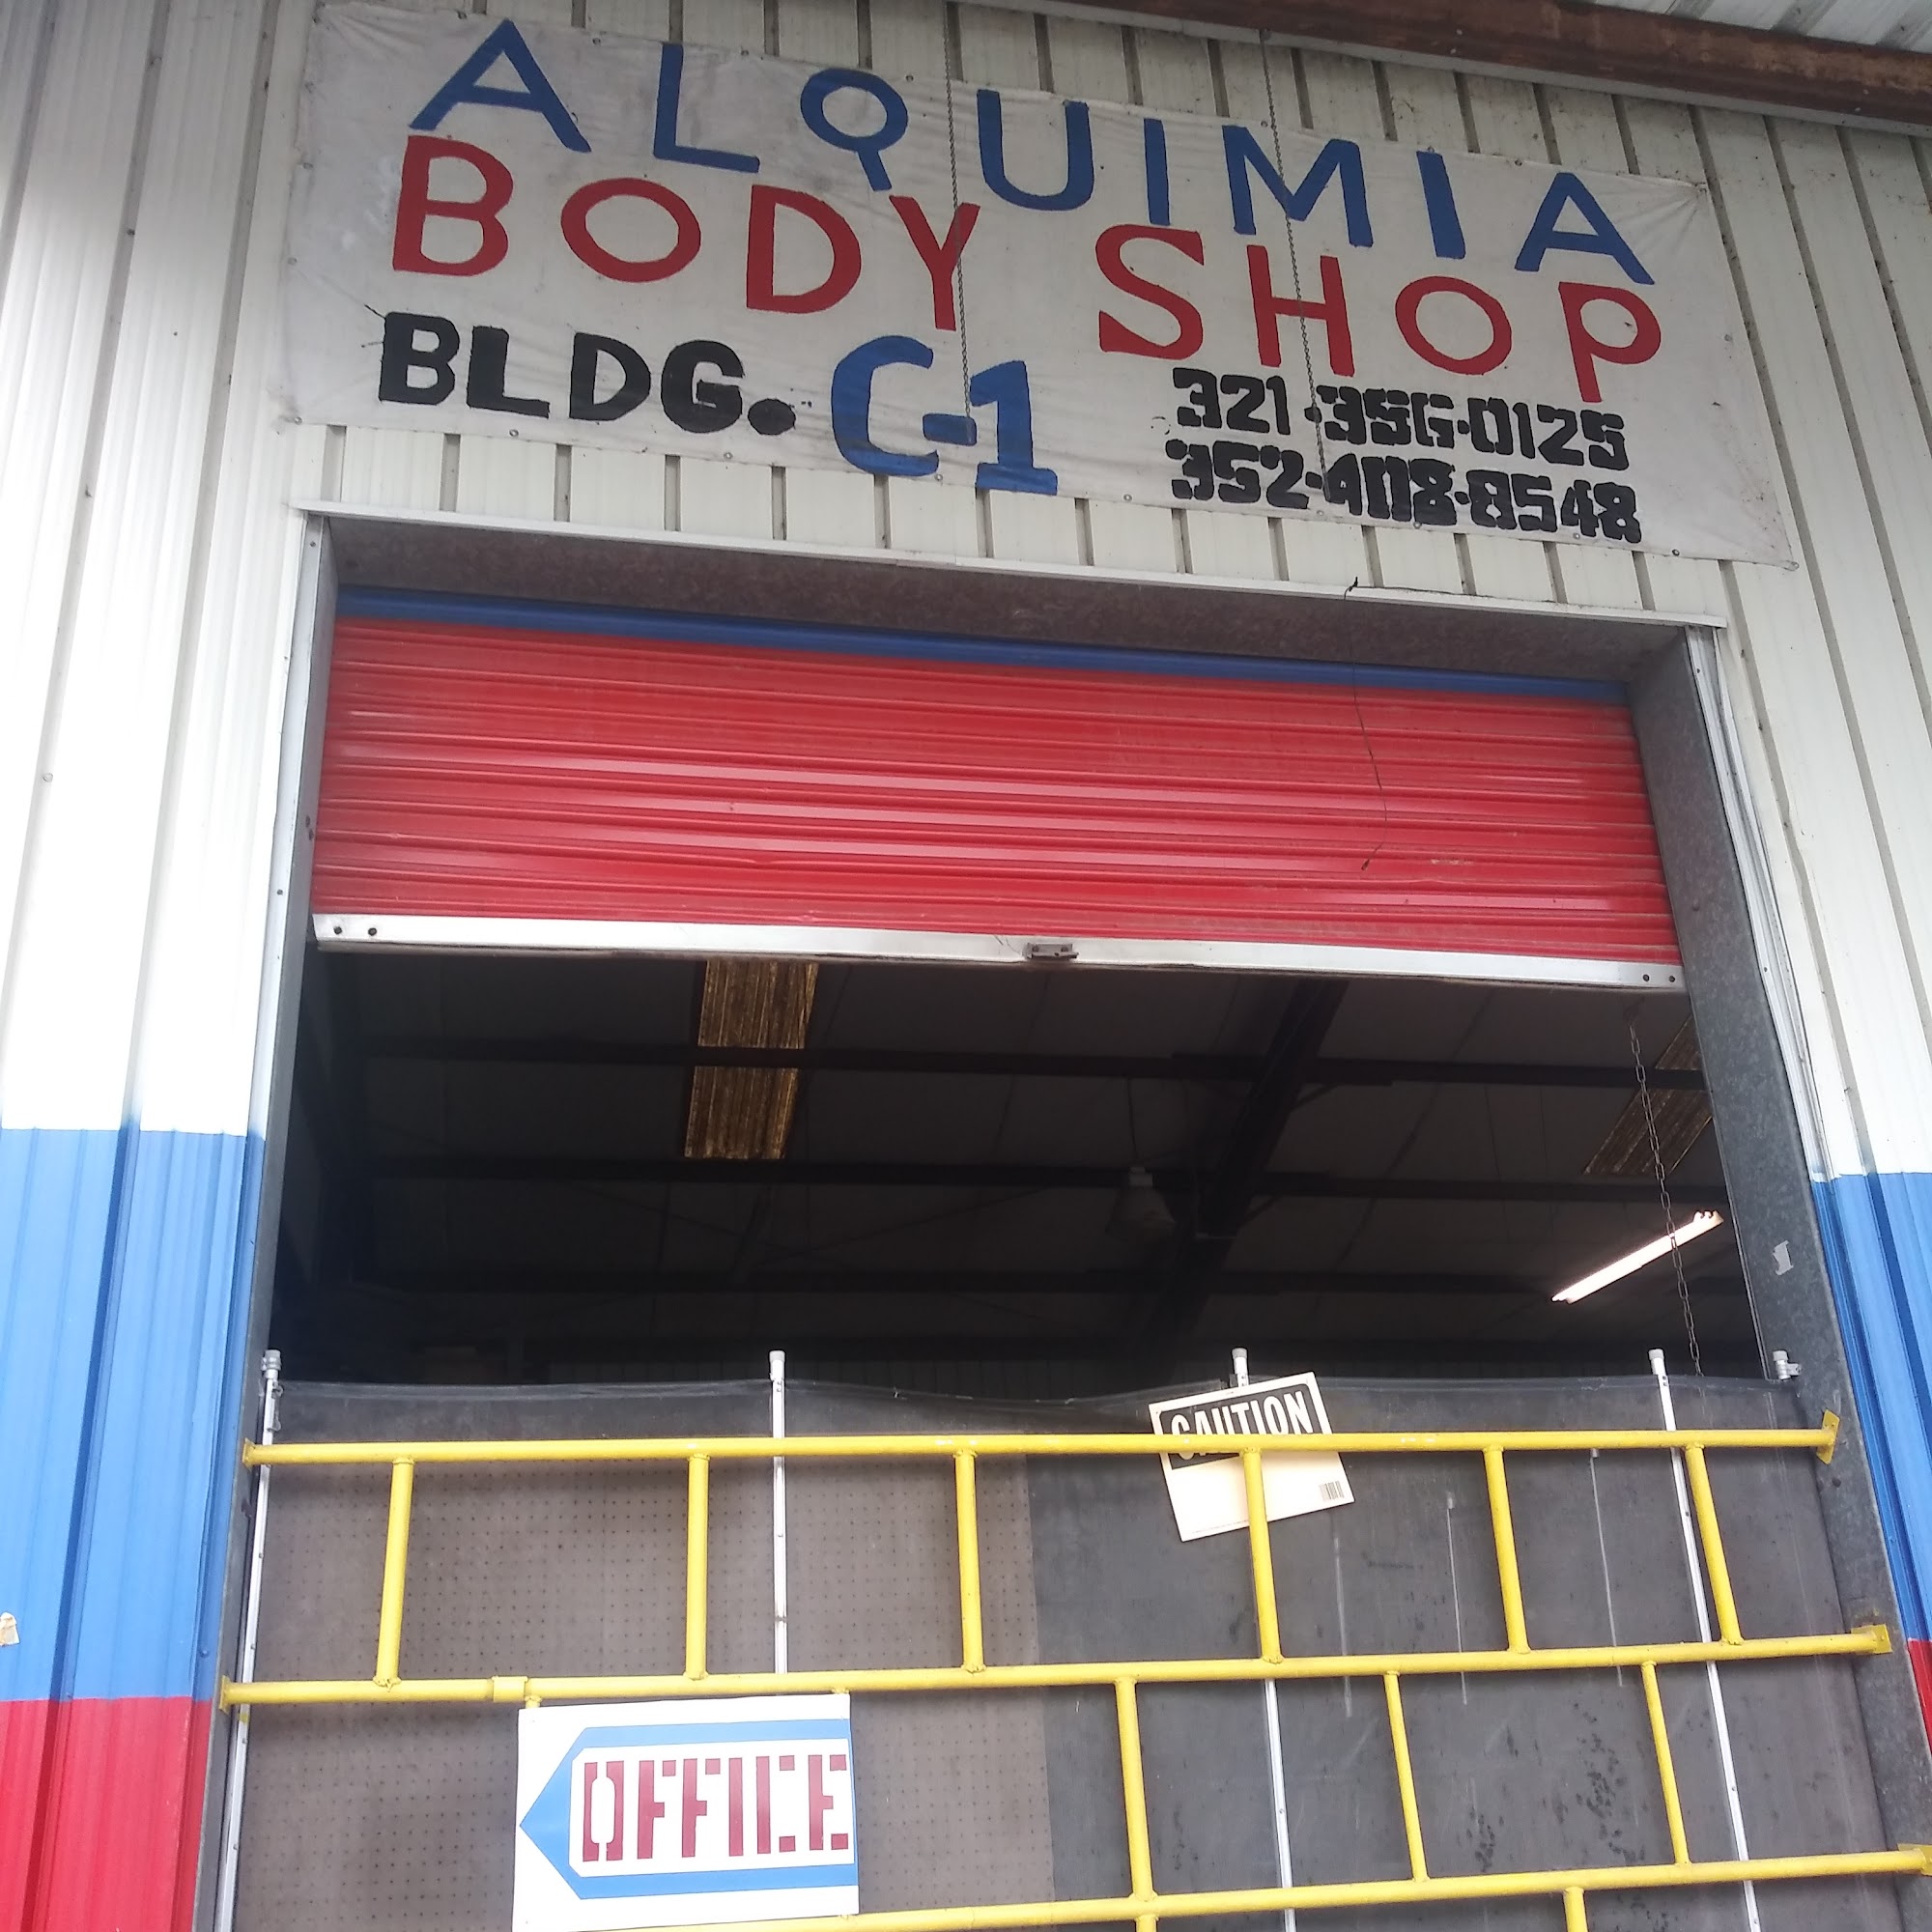 ALQUIMIA
BODY SHOP
BLDG. C-1
321-356-0125
352-408-8548
CAUTION
OFFICE